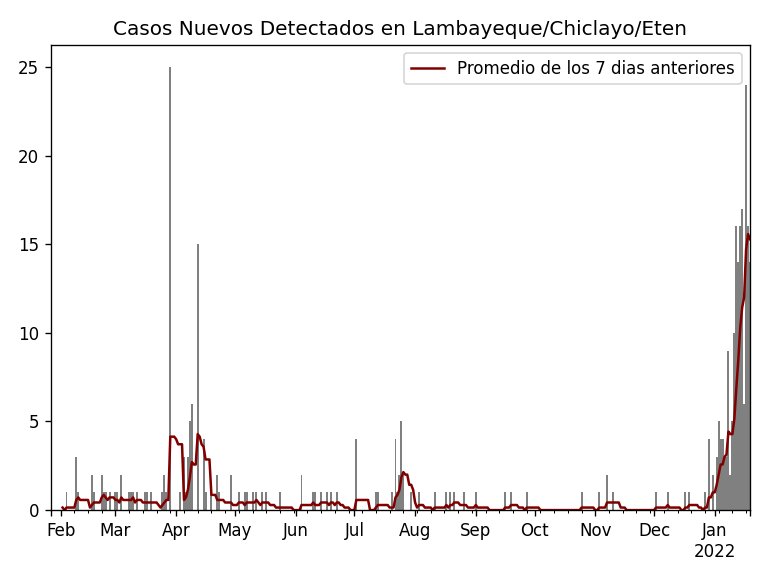 Casos Nuevos Detectados en Lambayeque/Chiclayo/Eten
Promedio de los 7 dias anteriores
25
20
15
10
5
0
Feb Mar Apr May Jun Jul Aug Sep Oct Nov Dec Jan
2022